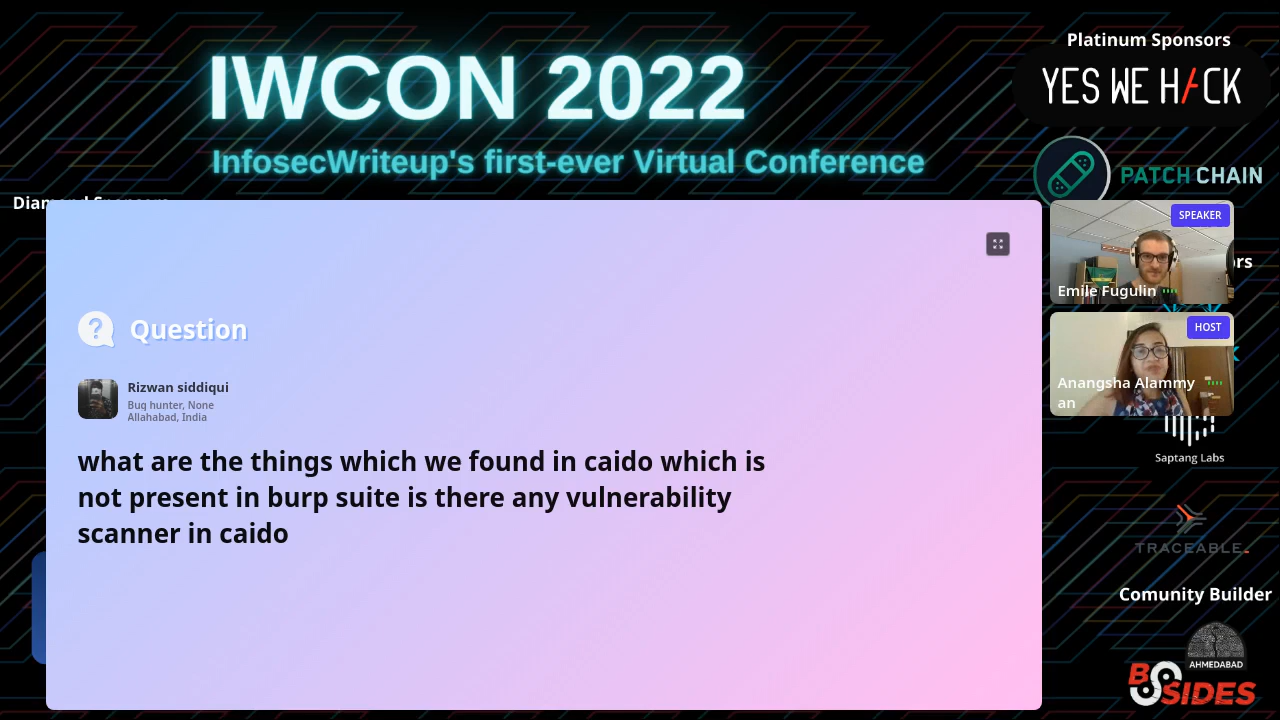 IWCON 2022
InfosecWriteup's first-ever Virtual Conference
Platinum Sponsors
YES WE HACK
PATCH CHAIN
SPEAKER
Emile Fugulin
HOST
Anangsha Alammy
an
Question
Rizwan siddiqui
Bug hunter, None
Allahabad, India
what are the things which we found in caido which is
not present in burp suite is there any vulnerability
scanner in caido
Saptang Labs
TRACEABLE
Comunity Builder
AHMEDABAD
BSIDES